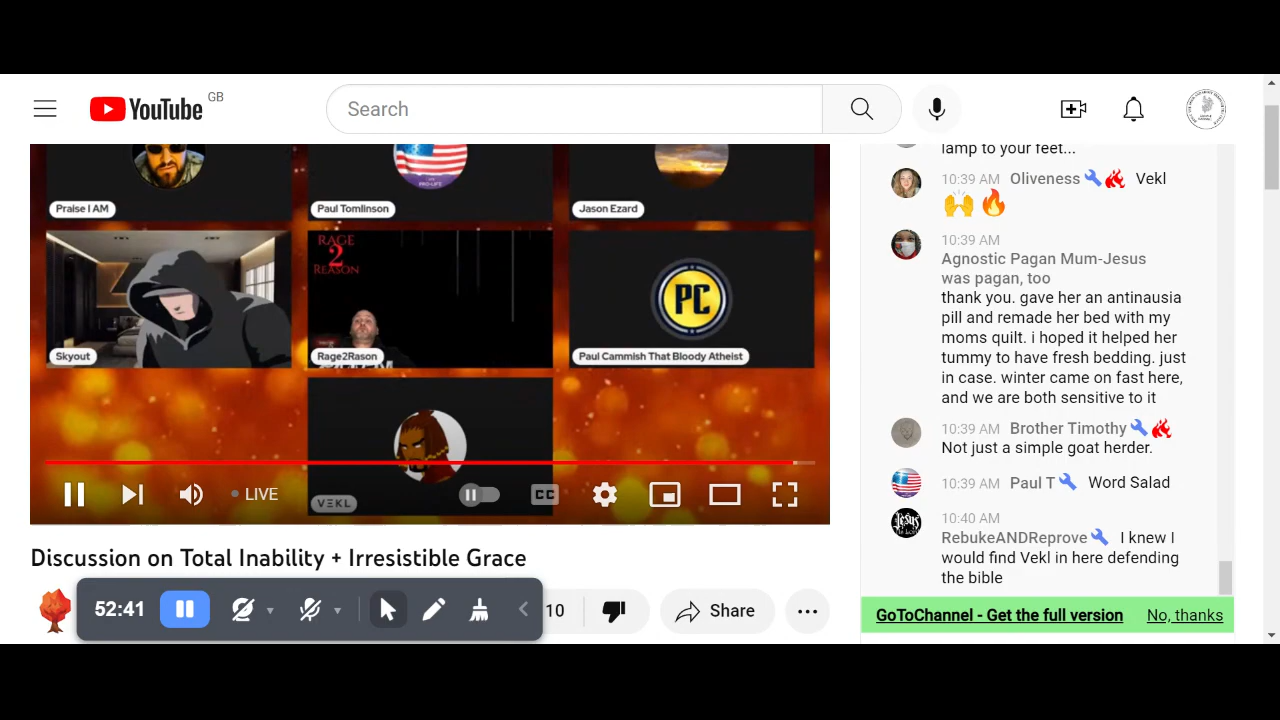 YouTube GB
Search
Praise I AM
Paul Tomlinson
PRO-LIFE
Jason Ezard
Skyout
RAGE
2
REASON
Rage2Rason
PC
Paul Cammish That Bloody Atheist
VΞKL
LIVE
CC
Discussion on Total Inability + Irresistible Grace
52:41
10
Share
lamp to your feet...
10:39 AM Oliveness Vekl
🙌🔥
10:39 AM
Agnostic Pagan Mum-Jesus
was pagan, too
thank you. gave her an antinausia
pill and remade her bed with my
moms quilt. i hoped it helped her
tummy to have fresh bedding. just
in case. winter came on fast here,
and we are both sensitive to it
10:39 AM Brother Timothy
Not just a simple goat herder.
10:39 AM Paul T Word Salad
10:40 AM
RebukeANDReprove I knew I
would find Vekl in here defending
the bible
GoToChannel - Get the full version No, thanks